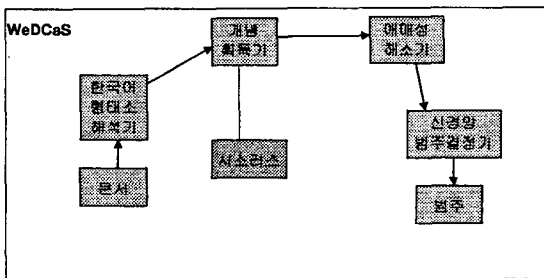 WeDCaS
개념
획득기
애매성
해소기
한국어
형태소
해석기
신경망
범주결정기
시소러스
문서
범주